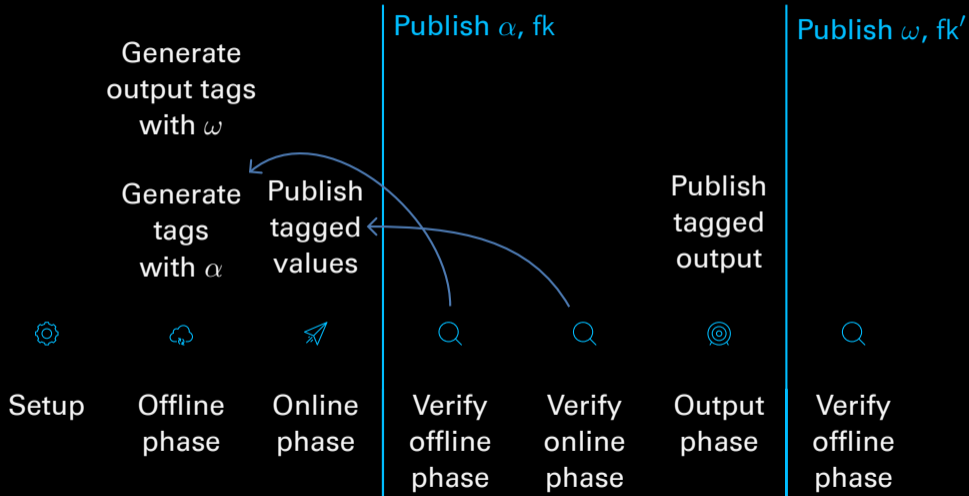 Publish α, fk
Publish ω, fk′
Generate
output tags
with ω
Generate
tags
with α
Publish
tagged
values
Publish
tagged
output
Setup
Offline
phase
Online
phase
Verify
offline
phase
Verify
online
phase
Output
phase
Verify
offline
phase